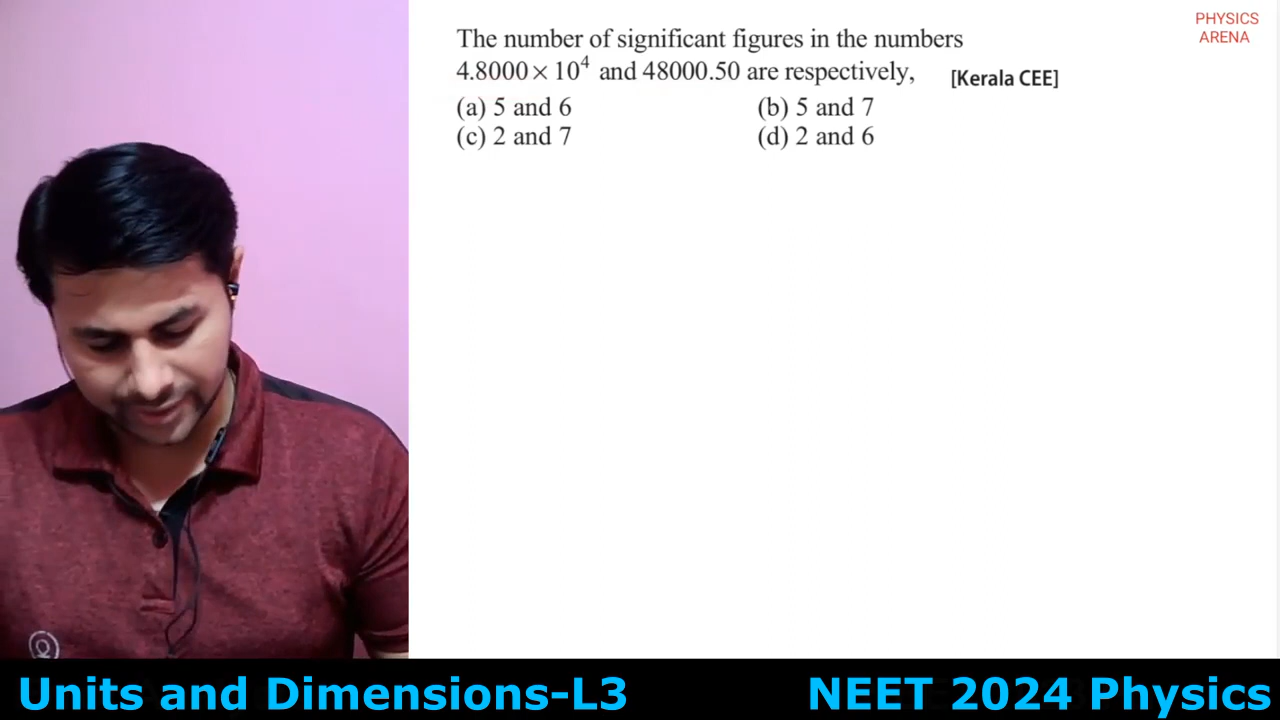 PHYSICS
ARENA
The number of significant figures in the numbers
4.8000 × 10⁴ and 48000.50 are respectively, [Kerala CEE]
(a) 5 and 6 (b) 5 and 7
(c) 2 and 7 (d) 2 and 6
Units and Dimensions-L3 NEET 2024 Physics